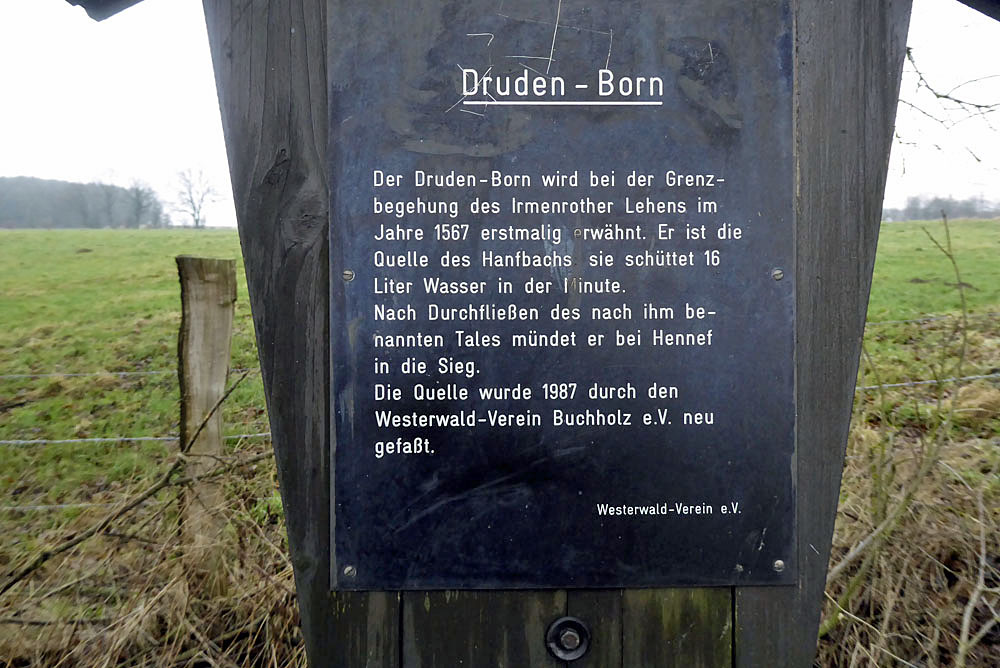 Druden-Born
Der Druden-Born wird bei der Grenz-
begehung des Irmenrother Lehens im
Jahre 1567 erstmalig erwähnt. Er ist die
Quelle des Hanfbachs sie schüttet 16
Liter Wasser in der Minute.
Nach Durchfließen des nach ihm be-
nannten Tales mündet er bei Hennef
in die Sieg.
Die Quelle wurde 1987 durch den
Westerwald-Verein Buchholz e.V. neu
gefaßt.
Westerwald-Verein e.V.